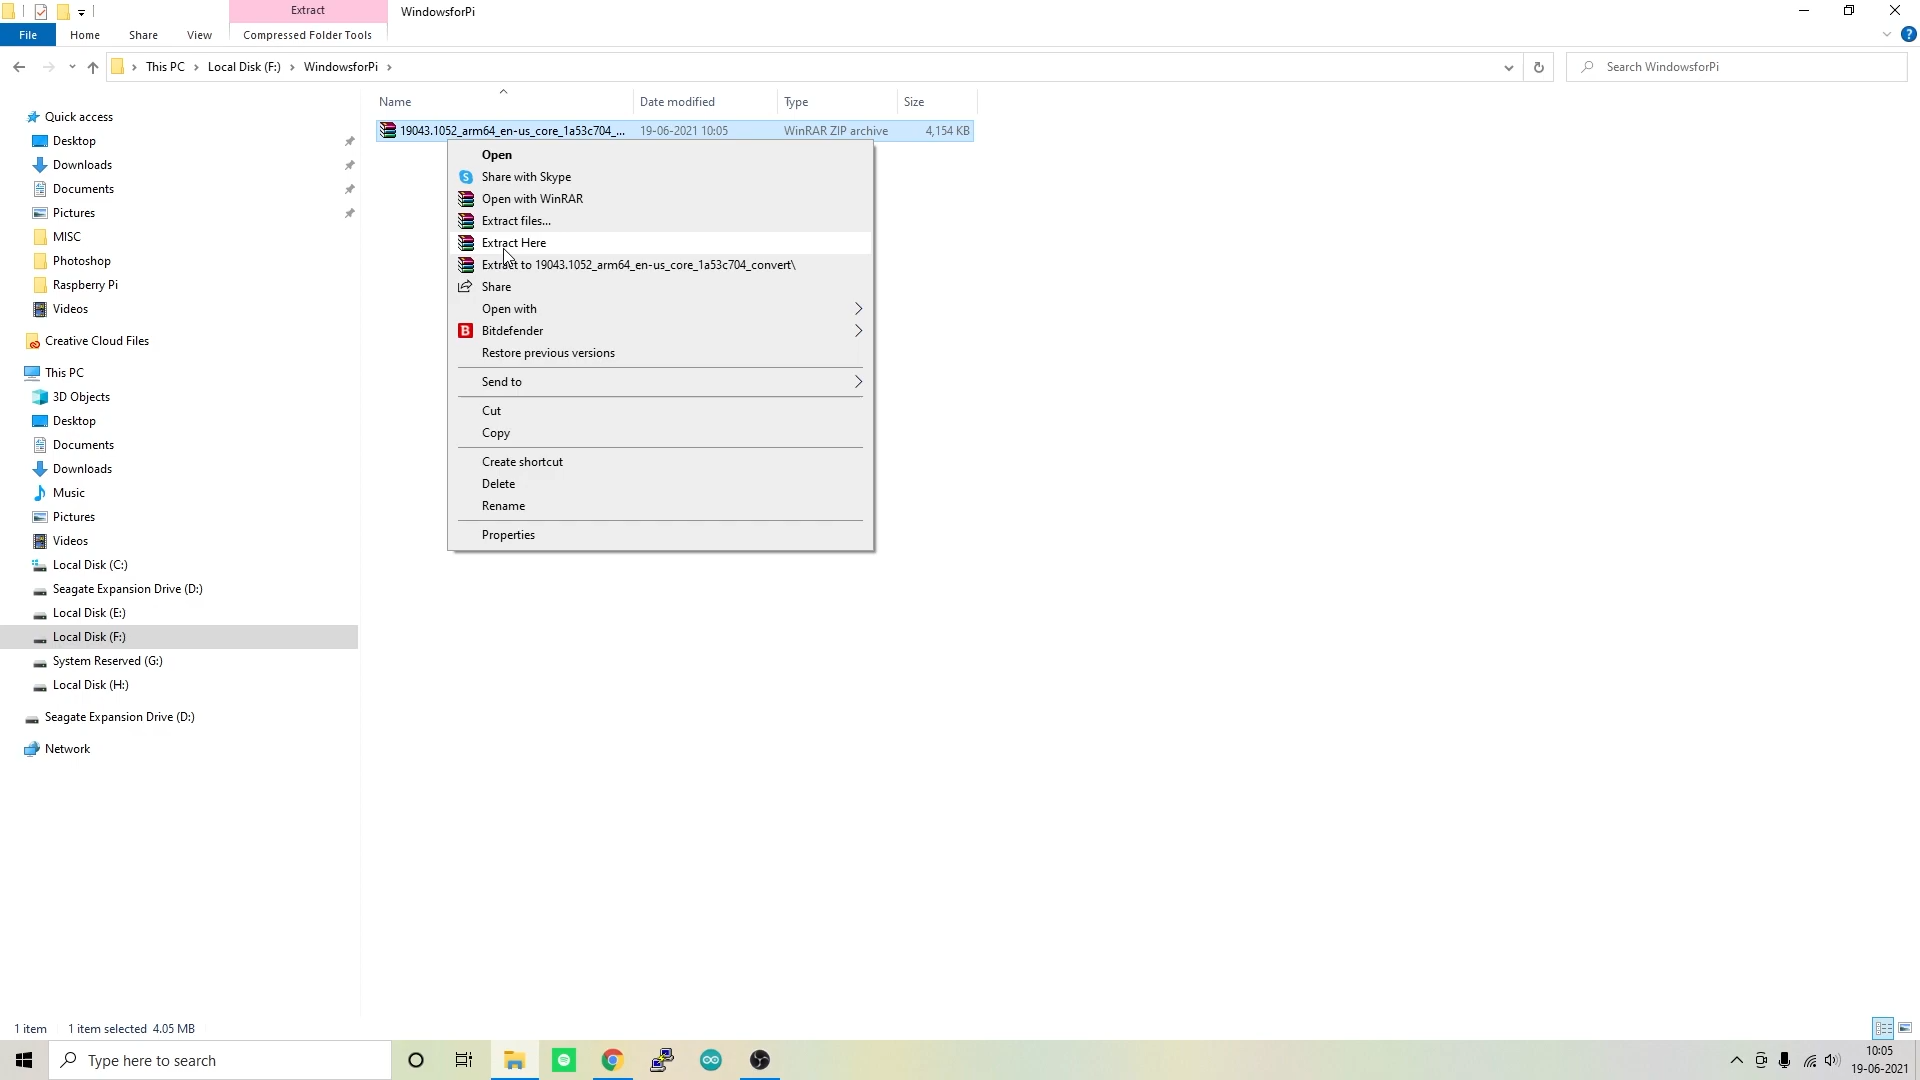 Extract
WindowsforPi
File
Home
Share
View
Compressed Folder Tools
?
This PC
Local Disk (F:)
WindowsforPi
Search WindowsforPi
Name
Date modified
Type
Size
19043.1052_arm64_en-us_core_1a53c704_...
19-06-2021 10:05
WinRAR ZIP archive
4,154 KB
Open
S
Share with Skype
Open with WinRAR
Extract files...
Extract Here
Extract to 19043.1052_arm64_en-us_core_1a53c704_convert\
Share
Open with
B
Bitdefender
Restore previous versions
Send to
Cut
Copy
Create shortcut
Delete
Rename
Properties
Quick access
Desktop
Downloads
Documents
Pictures
MISC
Photoshop
Raspberry Pi
Videos
Creative Cloud Files
This PC
3D Objects
Desktop
Documents
Downloads
Music
Pictures
Videos
Local Disk (C:)
Seagate Expansion Drive (D:)
Local Disk (E:)
Local Disk (F:)
System Reserved (G:)
Local Disk (H:)
Seagate Expansion Drive (D:)
Network
1 item
1 item selected 4.05 MB
Type here to search
10:05
19-06-2021